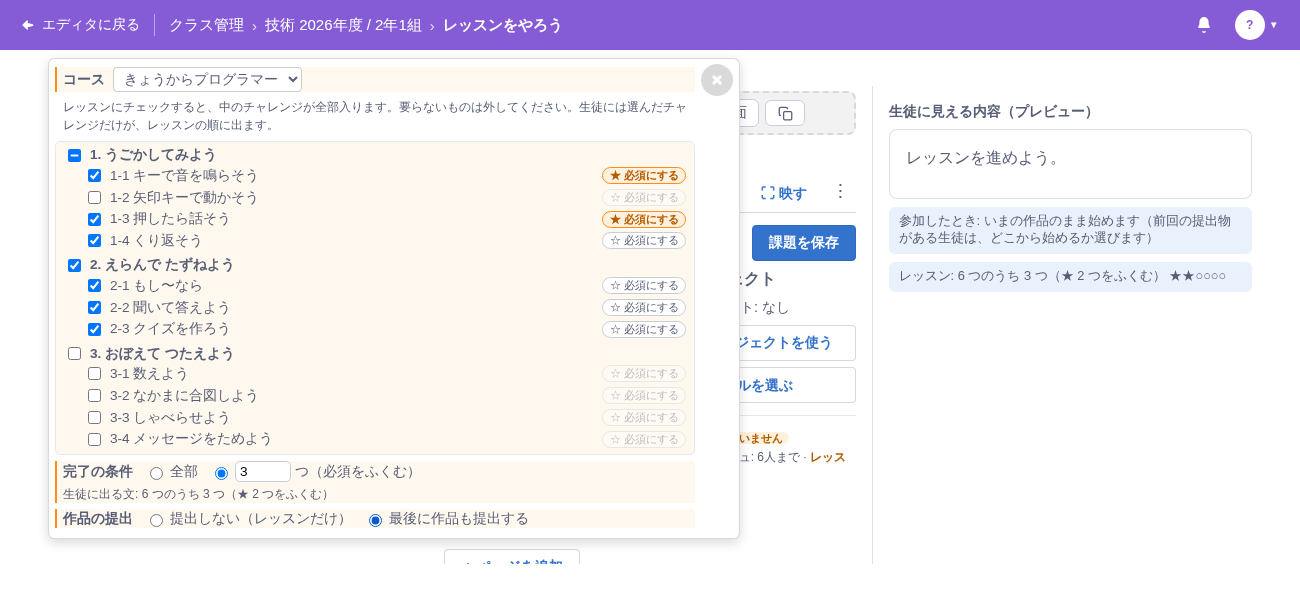 エディタに戻る
クラス管理 › 技術 2026年度 / 2年1組 › レッスンをやろう
?
コース きょうからプログラマー
レッスンにチェックすると、中のチャレンジが全部入ります。要らないものは外してください。生徒には選んだチャ
レンジだけが、レッスンの順に出ます。
1. うごかしてみよう
1-1 キーで音を鳴らそう ★ 必須にする
1-2 矢印キーで動かそう ☆ 必須にする
1-3 押したら話そう ★ 必須にする
1-4 くり返そう ☆ 必須にする
2. えらんで たずねよう
2-1 もし〜なら ☆ 必須にする
2-2 聞いて答えよう ☆ 必須にする
2-3 クイズを作ろう ☆ 必須にする
3. おぼえて つたえよう
3-1 数えよう ☆ 必須にする
3-2 なかまに合図しよう ☆ 必須にする
3-3 しゃべらせよう ☆ 必須にする
3-4 メッセージをためよう ☆ 必須にする
完了の条件 全部 3 つ（必須をふくむ）
生徒に出る文: 6 つのうち 3 つ（★ 2 つをふくむ）
作品の提出 提出しない（レッスンだけ） 最後に作品も提出する
面
映す
課題を保存
ェクト
ト: なし
ジェクトを使う
ルを選ぶ
いません
ュ: 6人まで · レッス
生徒に見える内容（プレビュー）
レッスンを進めよう。
参加したとき: いまの作品のまま始めます（前回の提出物
がある生徒は、どこから始めるか選びます）
レッスン: 6 つのうち 3 つ（★ 2 つをふくむ） ★★○○○○